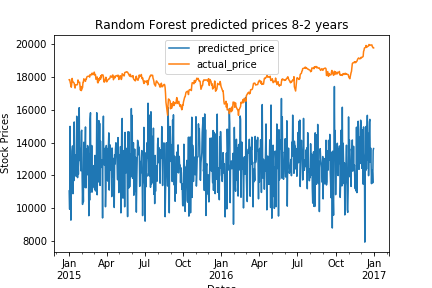 Random Forest predicted prices 8-2 years
predicted_price
actual_price
Stock Prices
20000
18000
16000
14000
12000
10000
8000
Jan Apr Jul Oct Jan Apr Jul Oct Jan
2015 2016 2017